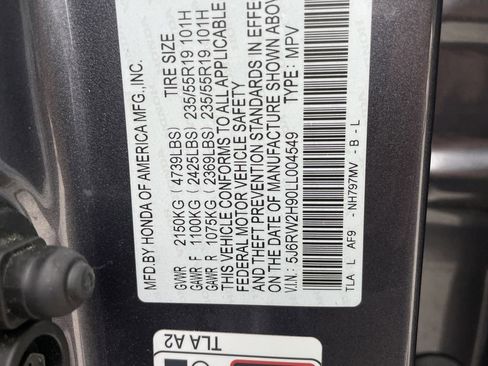 MFD.BY HONDA OF AMERICA MFG.,INC.
TIRE SIZE
GVWR 2150KG (4739LBS)
GAWR F 1100KG (2425LBS) 235/55R19 101H
GAWR R 1075KG (2369LBS) 235/55R19 101H
THIS VEHICLE CONFORMS TO ALL APPLICABLE
FEDERAL MOTOR VEHICLE SAFETY
AND THEFT PREVENTION STANDARDS IN EFFE
ON THE DATE OF MANUFACTURE SHOWN ABOV
V.I.N: 5J8RW2H90LL004549 TYPE: MPV
TLA L AF9 - NH797MV - B - L
TLA A2